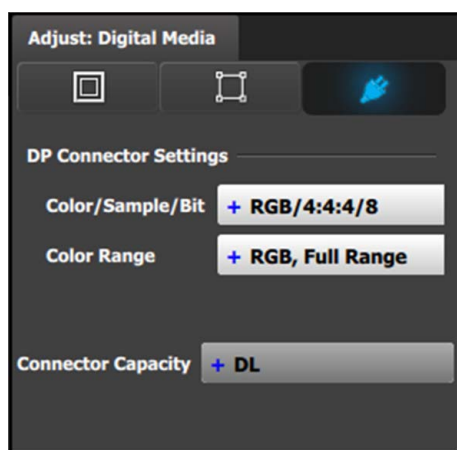 Adjust: Digital Media
DP Connector Settings
Color/Sample/Bit + RGB/4:4:4/8
Color Range + RGB, Full Range
Connector Capacity + DL